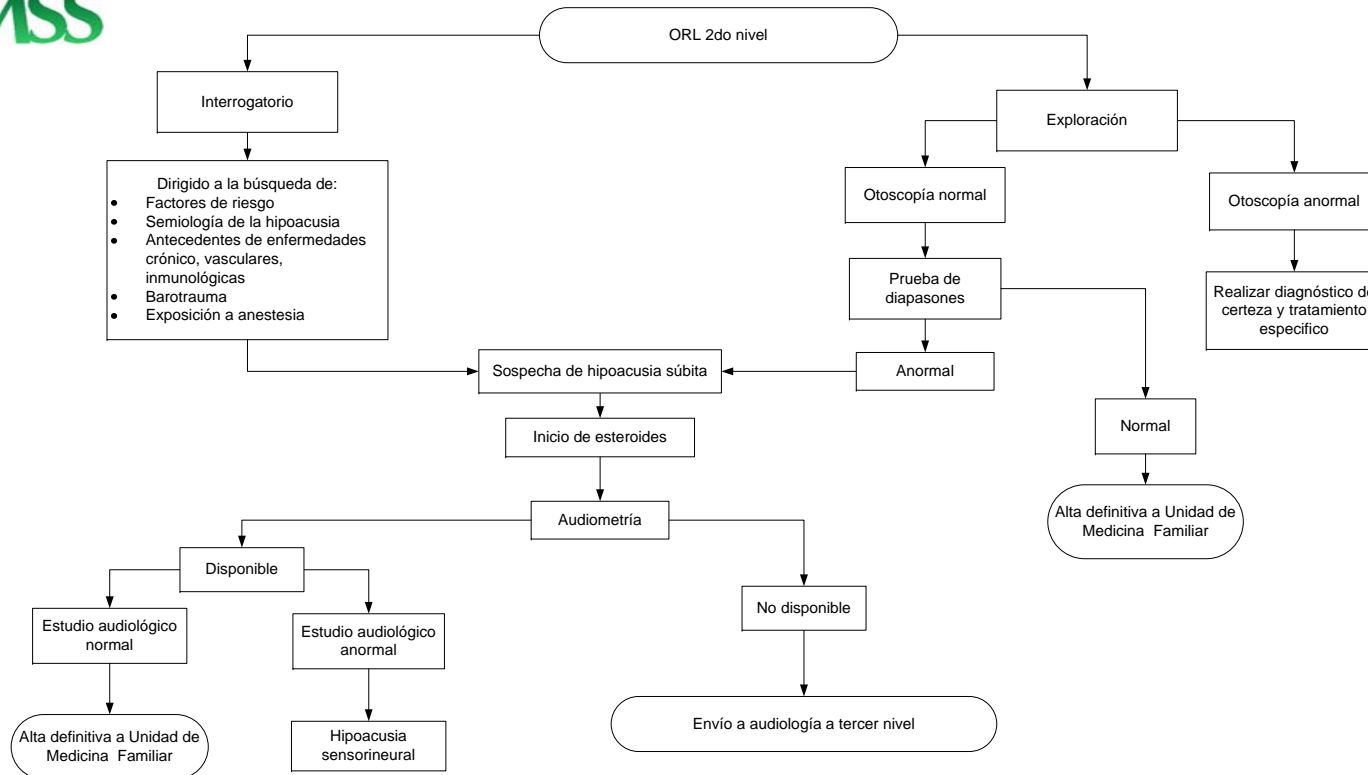 ORL 2do nivel
Interrogatorio
Exploración
Dirigido a la búsqueda de:
• Factores de riesgo
• Semiología de la hipoacusia
• Antecedentes de enfermedades
crónico, vasculares,
inmunológicas
• Barotrauma
• Exposición a anestesia
Otoscopía normal
Otoscopía anormal
Prueba de
diapasones
Realizar diagnóstico de
certeza y tratamiento
especifico
Sospecha de hipoacusia súbita
Anormal
Normal
Inicio de esteroides
Alta definitiva a Unidad de
Medicina Familiar
Audiometría
Disponible
No disponible
Estudio audiológico
normal
Estudio audiológico
anormal
Alta definitiva a Unidad de
Medicina Familiar
Hipoacusia
sensorineural
Envío a audiología a tercer nivel